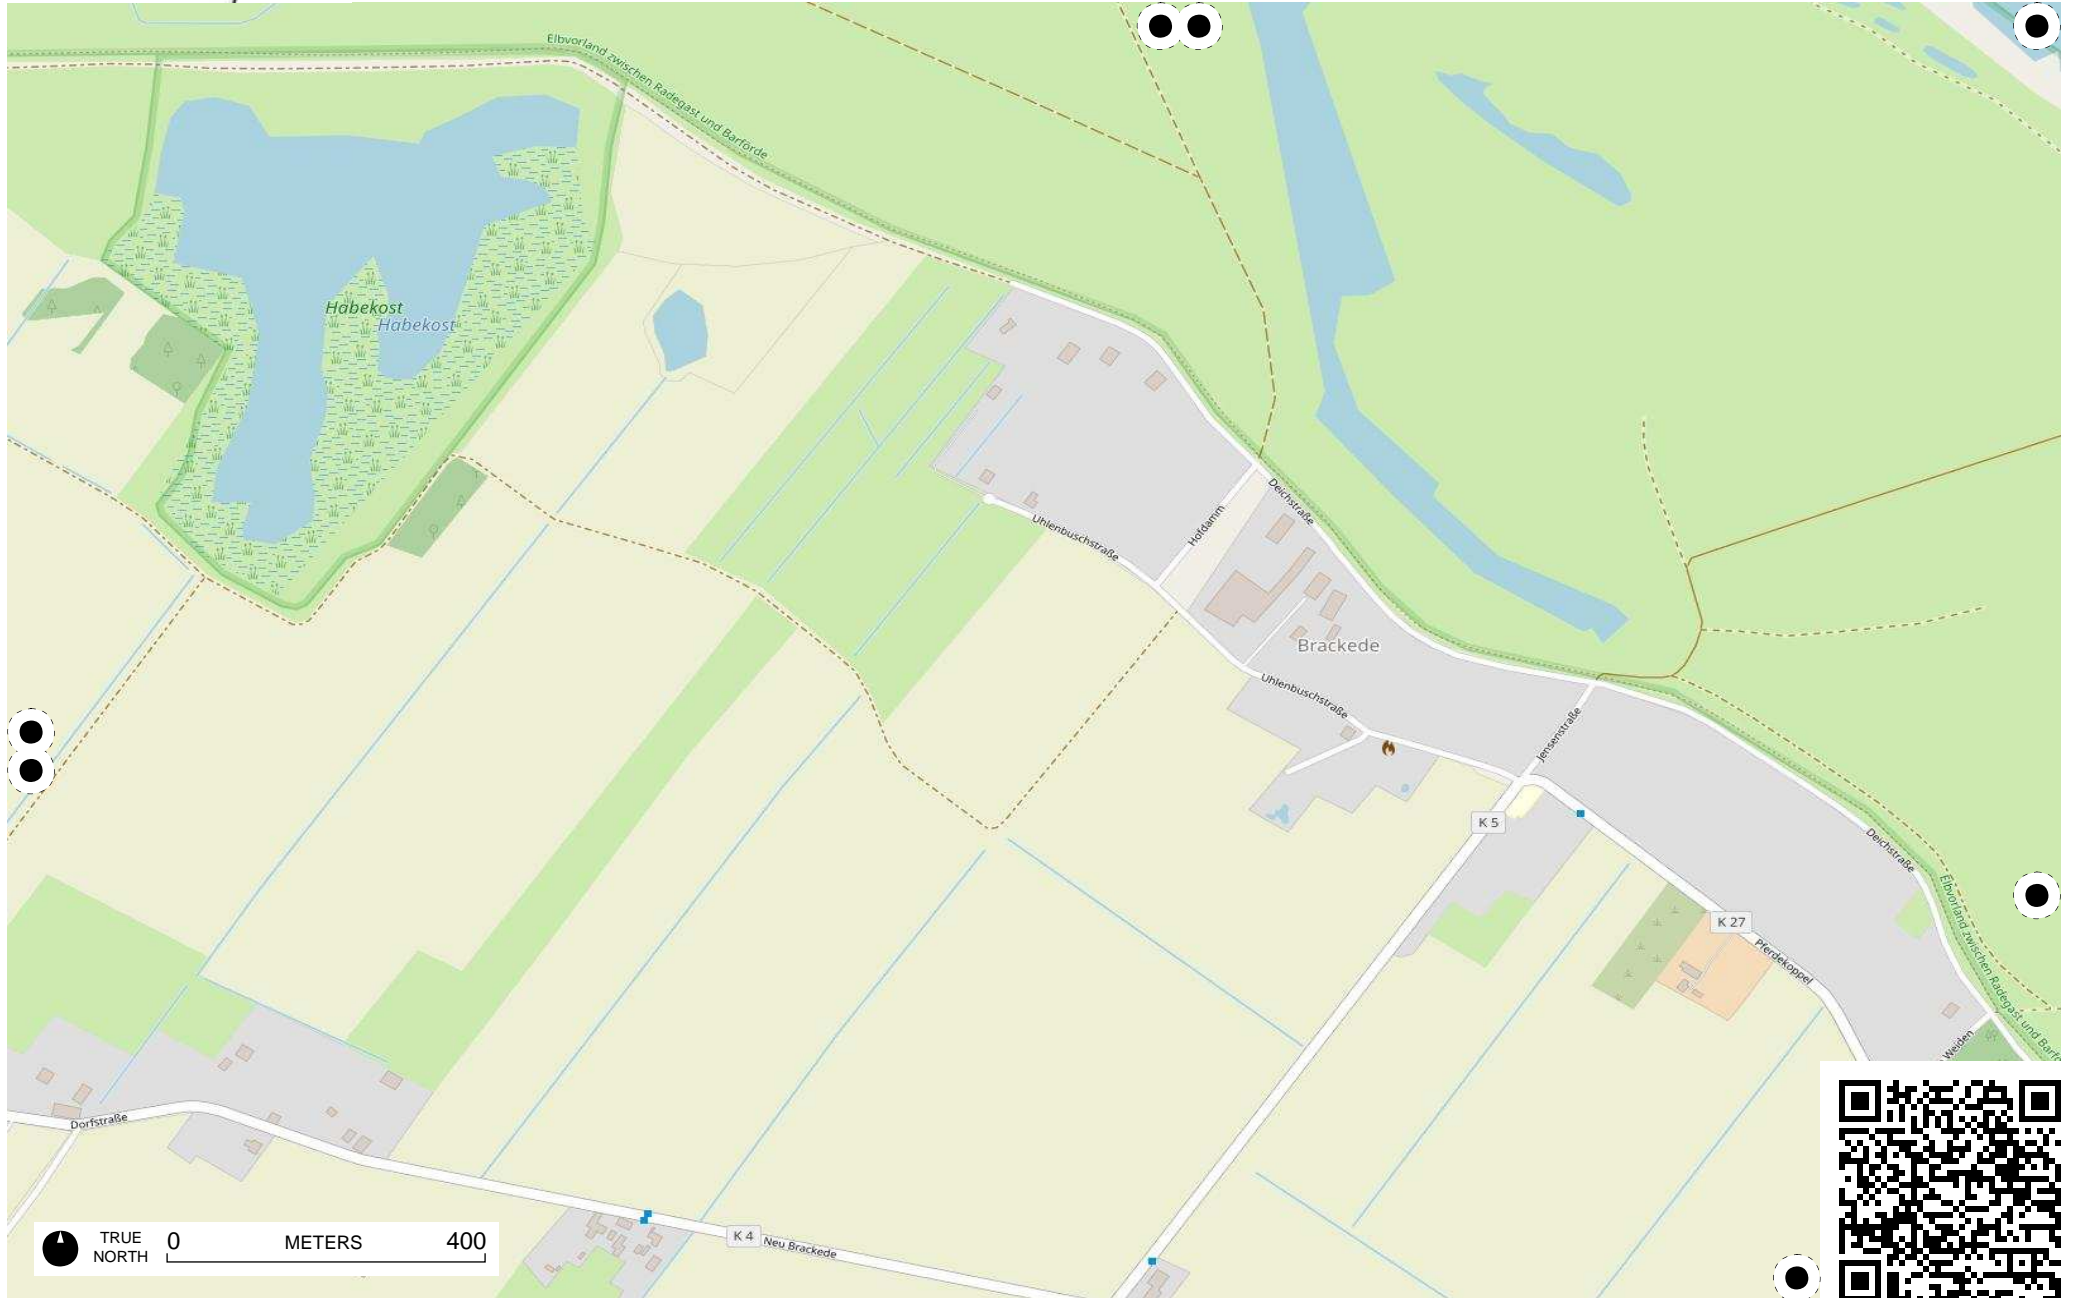 Elbvorland zwischen Radegast und Barförde
Habekost
Habekost
Uhlenbuschstraße
Hofdamm
Deichstraße
Brackede
Uhlenbuschstraße
Jensenstraße
K 5
Deichstraße
Elbvorland zwischen Radegast und Barfö
K 27
Pferdekoppel
Weiden
Dorfstraße
K 4
Neu Brackede
TRUE NORTH
0 METERS 400